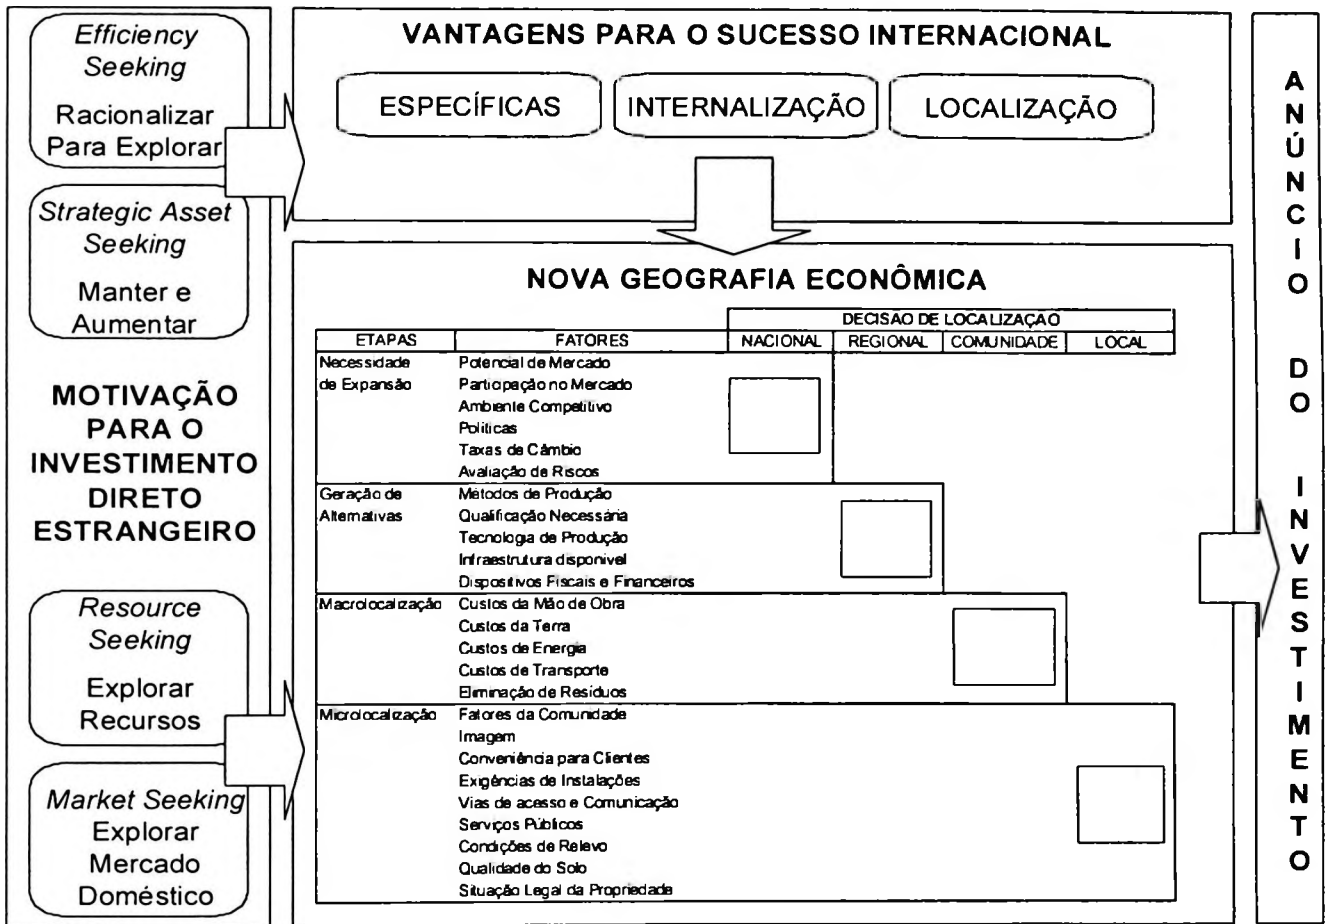 Efficiency
Seeking
Racionalizar
Para Explorar
Strategic Asset
Seeking
Manter e
Aumentar
MOTIVAÇÃO
PARA O
INVESTIMENTO
DIRETO
ESTRANGEIRO
Resource
Seeking
Explorar
Recursos
Market Seeking
Explorar
Mercado
Doméstico
VANTAGENS PARA O SUCESSO INTERNACIONAL
ESPECÍFICAS INTERNALIZAÇÃO LOCALIZAÇÃO
NOVA GEOGRAFIA ECONÔMICA
DECISÃO DE LOCALIZAÇÃO
ETAPAS FATORES NACIONAL REGIONAL COMUNIDADE LOCAL
Necessidade Potencial de Mercado
de Expansão Participação no Mercado
Ambiente Competitivo
Políticas
Taxas de Câmbio
Avaliação de Riscos
Geração de Métodos de Produção
Alternativas Qualificação Necessária
Tecnologia de Produção
Infraestrutura disponivel
Dispositivos Fiscais e Financeiros
Macrolocalização Custos da Mão de Obra
Custos da Terra
Custos de Energia
Custos de Transporte
Eliminação de Resíduos
Microlocalização Fatores da Comunidade
Imagem
Conveniência para Clientes
Exigências de Instalações
Vias de acesso e Comunicação
Serviços Públicos
Condições de Relevo
Qualidade do Solo
Situação Legal da Propriedade
ANÚNCIO DO INVESTIMENTO